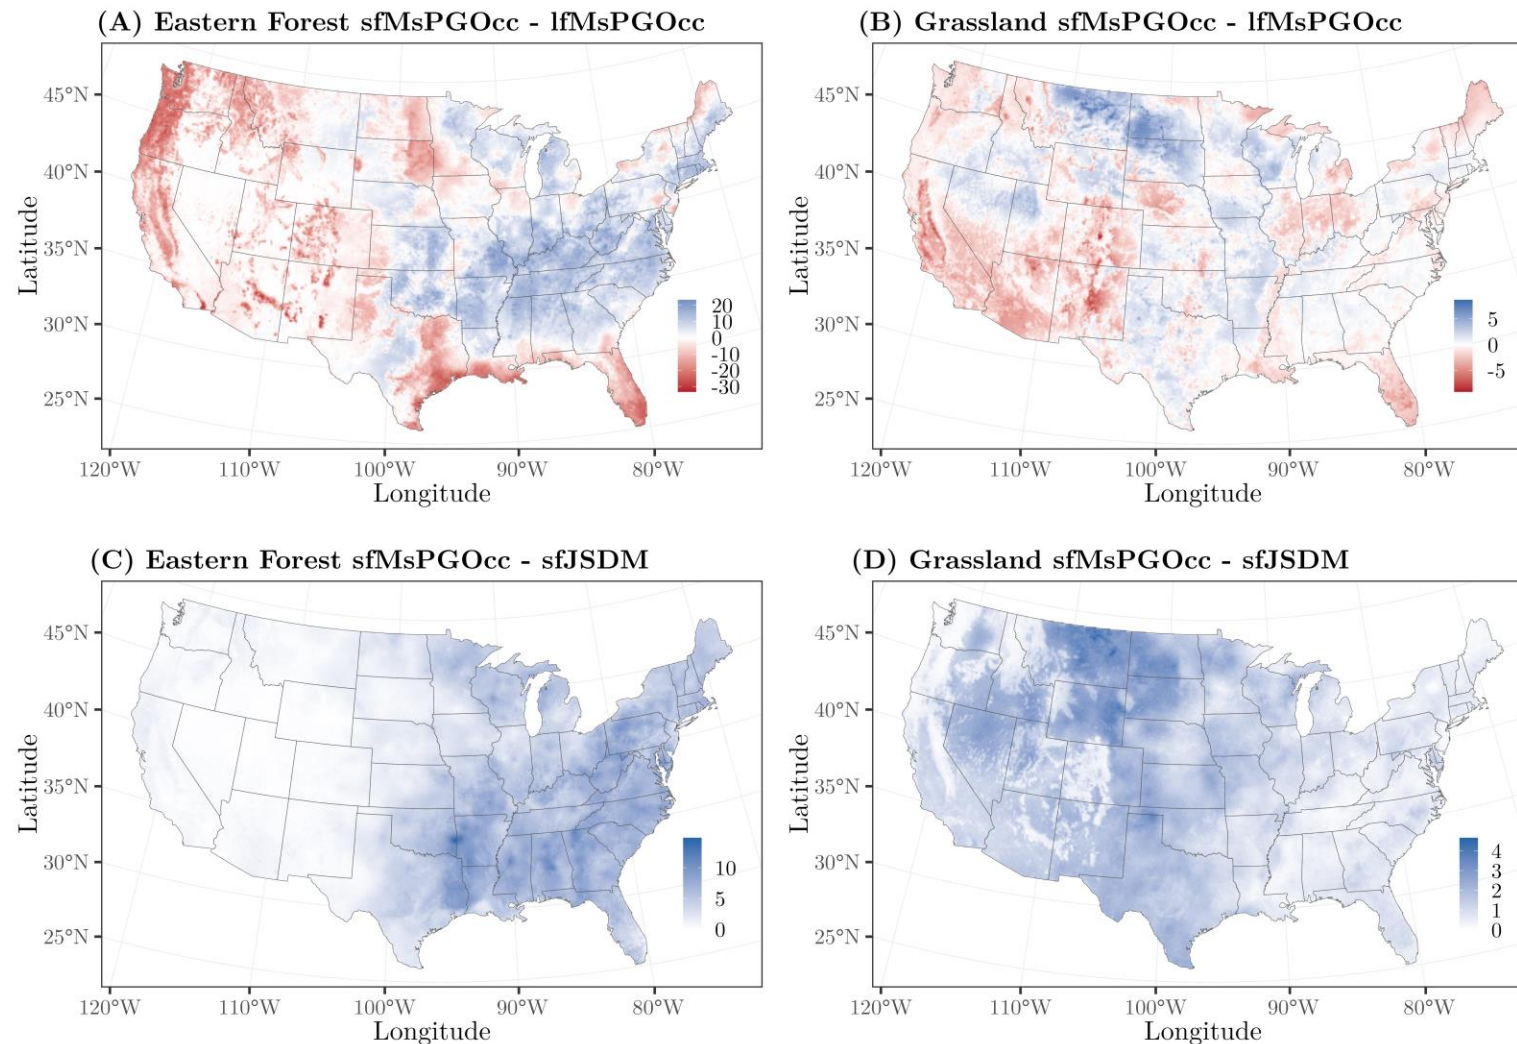 (A) Eastern Forest sfMsPGOcc - lfMsPGOcc
45°N
40°N
35°N
30°N
25°N
Latitude
20
10
0
-10
-20
-30
120°W 110°W 100°W 90°W 80°W
Longitude
(B) Grassland sfMsPGOcc - lfMsPGOcc
45°N
40°N
35°N
30°N
25°N
Latitude
5
0
-5
120°W 110°W 100°W 90°W 80°W
Longitude
(C) Eastern Forest sfMsPGOcc - sfJSDM
45°N
40°N
35°N
30°N
25°N
Latitude
10
5
0
120°W 110°W 100°W 90°W 80°W
Longitude
(D) Grassland sfMsPGOcc - sfJSDM
45°N
40°N
35°N
30°N
25°N
Latitude
4
3
2
1
0
120°W 110°W 100°W 90°W 80°W
Longitude